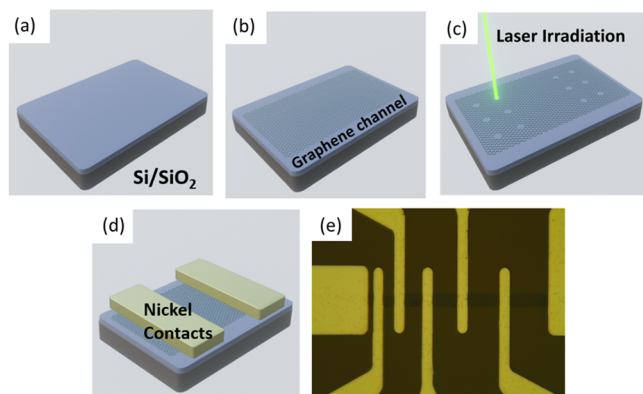 (a)
Si/SiO₂
(b)
Graphene channel
(c)
Laser Irradiation
(d)
Nickel
Contacts
(e)